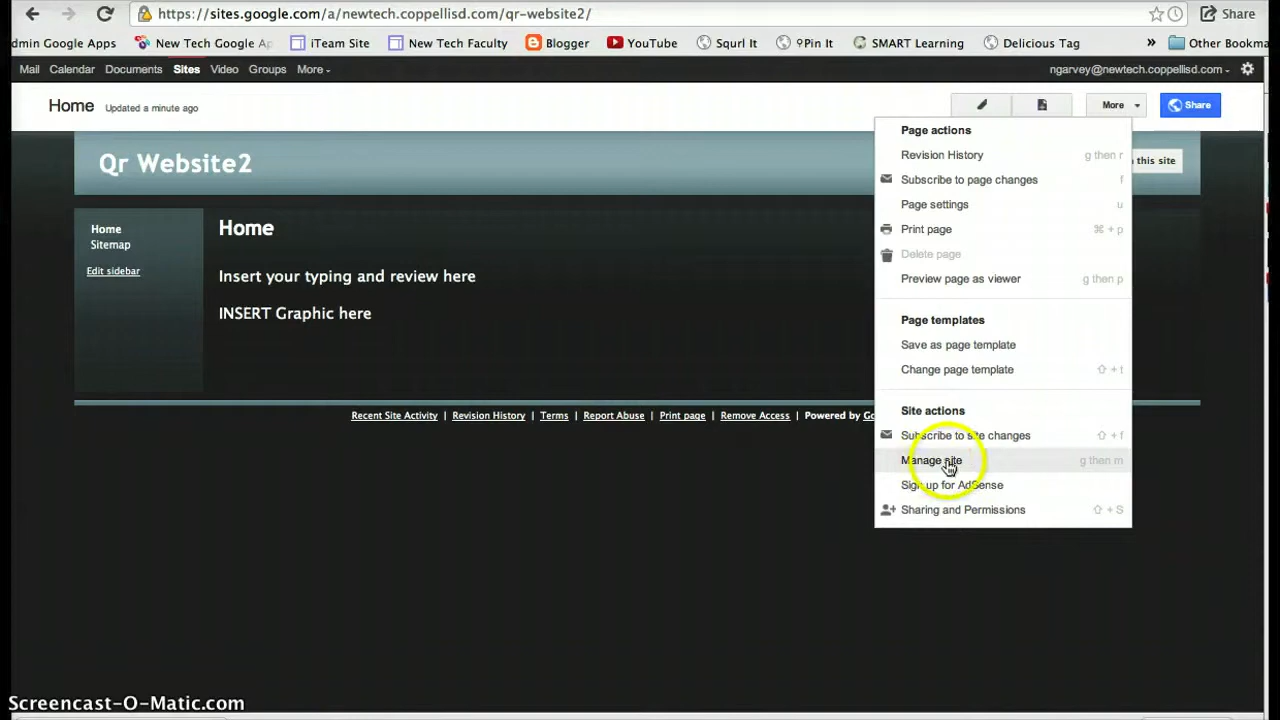 https://sites.google.com/a/newtech.coppellisd.com/qr-website2/
Share
dmin Google Apps New Tech Google Ap iTeam Site New Tech Faculty Blogger YouTube Squrl It 9Pin It SMART Learning Delicious Tag » Other Bookma
Mail Calendar Documents Sites Video Groups More
ngarvey@newtech.coppellisd.com
Home Updated a minute ago
More Share
Qr Website2
this site
Home
Sitemap
Edit sidebar
Home
Insert your typing and review here
INSERT Graphic here
Recent Site Activity | Revision History | Terms | Report Abuse | Print page | Remove Access | Powered by Go
Page actions
Revision History g then r
Subscribe to page changes f
Page settings u
Print page ⌘ + p
Delete page
Preview page as viewer g then p
Page templates
Save as page template
Change page template ⇧ + t
Site actions
Subscribe to site changes ⇧ + f
Manage site g then m
Sign up for AdSense
Sharing and Permissions ⇧ + S
Screencast-O-Matic.com